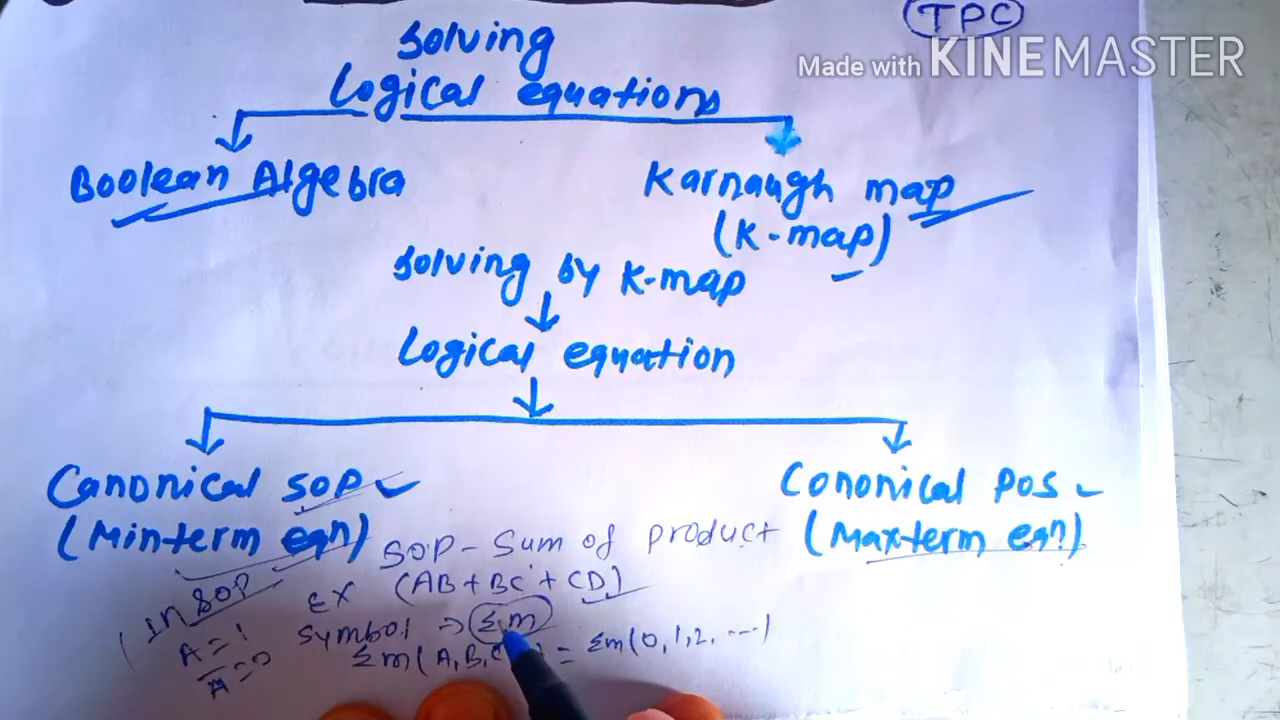 TPC
Made with KINEMASTER
Solving
Logical equations
Boolean Algebra
Karnaugh map
(K-map)
Solving by K-map
Logical equation
Canonical SOP
(Minterm eqn)
Cononical POS
(Maxterm eqn)
SOP - Sum of product
Ex (AB + BC + CD)
In SOP
A = 1
A̅ = 0
Symbol ⇒ Σm
Σm(A,B,C = Σm(0,1,2, ....)